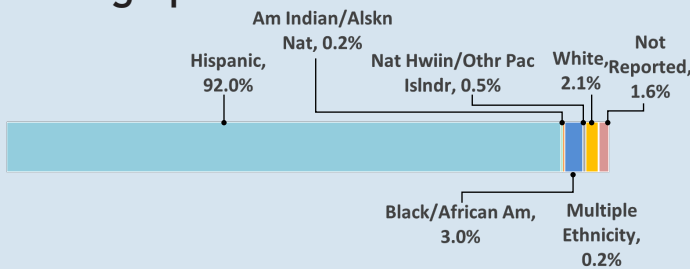 Am Indian/Alskn
Nat, 0.2%
Hispanic,
92.0%
Nat Hwiin/Othr Pac
Islndr, 0.5%
White,
2.1%
Not
Reported,
1.6%
Black/African Am,
3.0%
Multiple
Ethnicity,
0.2%